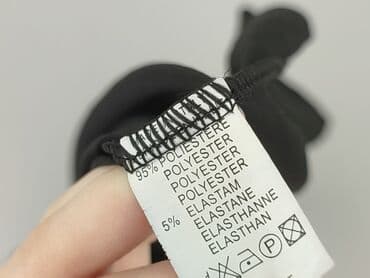 95% POLIESTERE
POLYESTER
POLYESTER
POLYESTER
5% ELASTAM
ELASTANE
ELASTHANNE
ELASTHAN
P